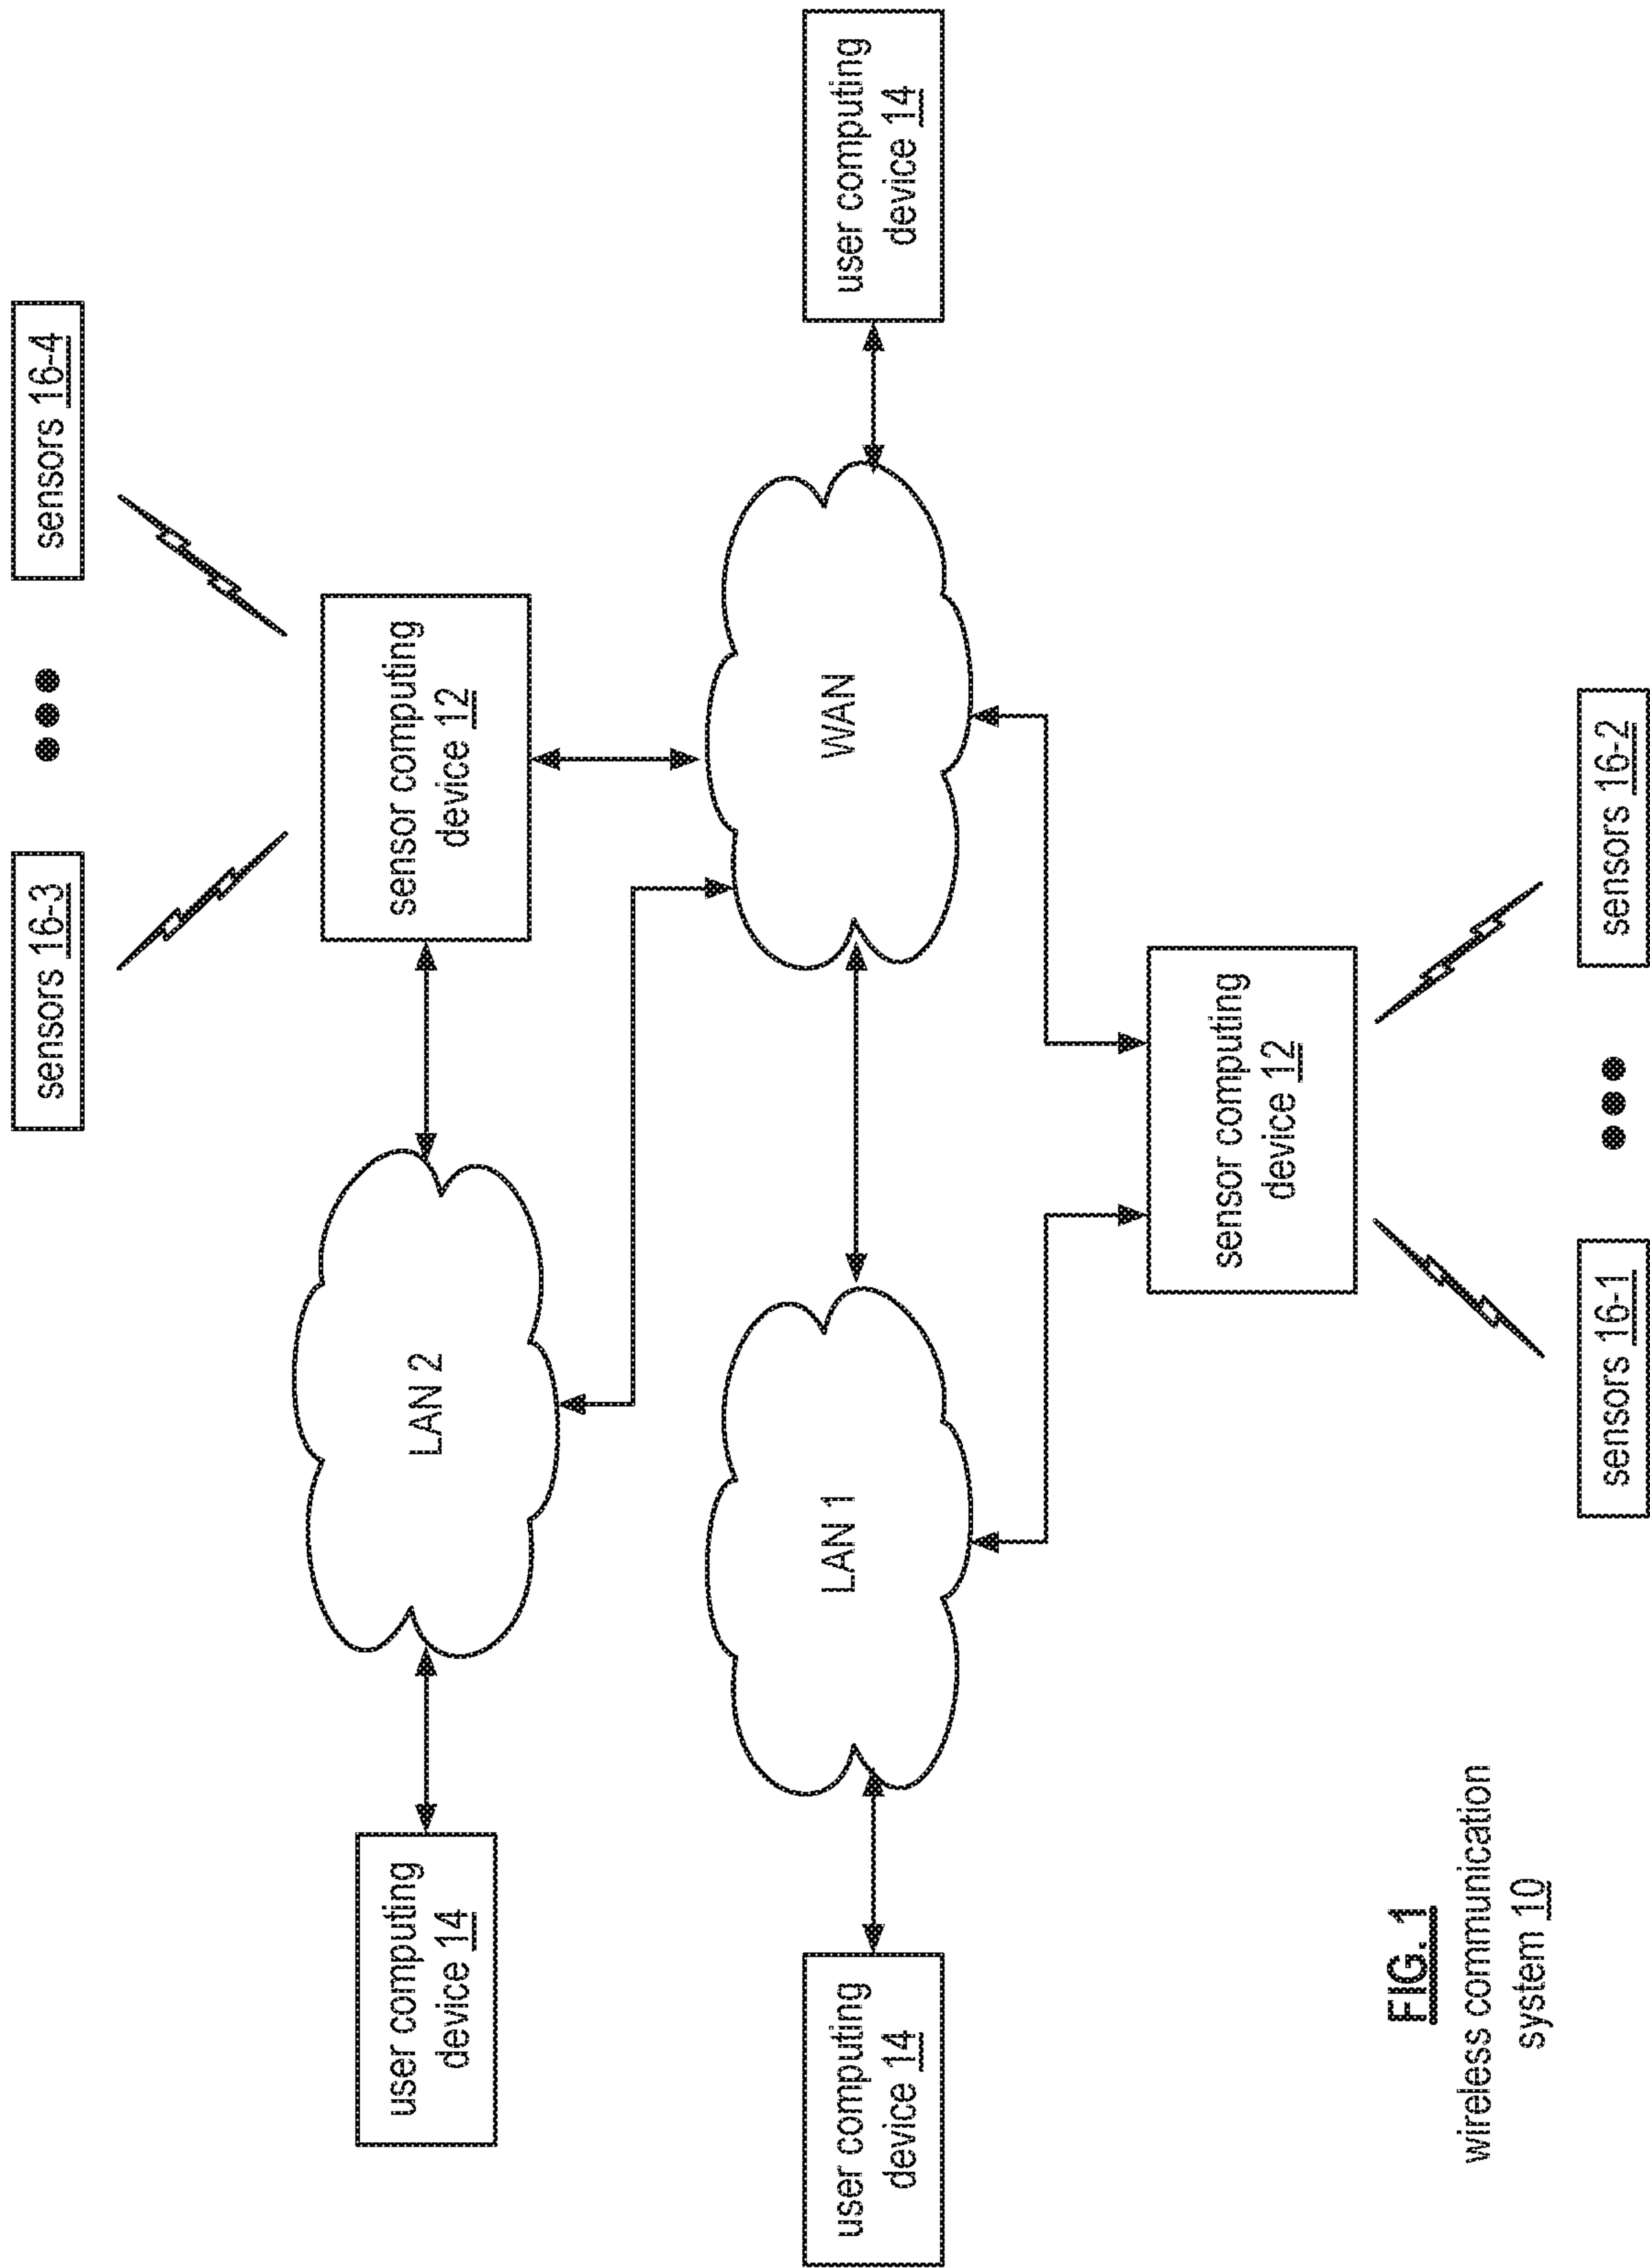 sensors 16-3
sensors 16-4
sensor computing
device 12
user computing
device 14
LAN 2
user computing
device 14
LAN 1
WAN
user computing
device 14
sensor computing
device 12
sensors 16-1
sensors 16-2
FIG. 1
wireless communication
system 10